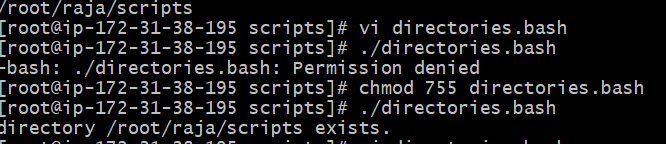 /root/raja/scripts
[root@ip-172-31-38-195 scripts]# vi directories.bash
[root@ip-172-31-38-195 scripts]# ./directories.bash
-bash: ./directories.bash: Permission denied
[root@ip-172-31-38-195 scripts]# chmod 755 directories.bash
[root@ip-172-31-38-195 scripts]# ./directories.bash
directory /root/raja/scripts exists.